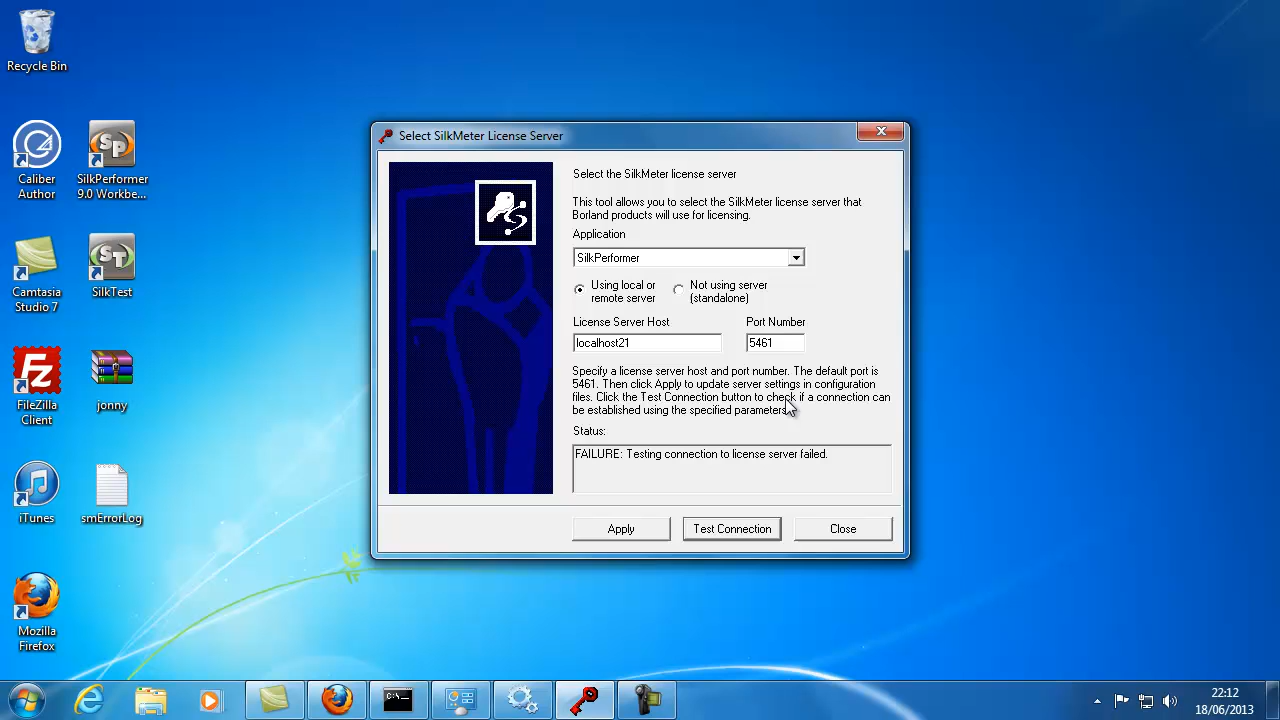 Recycle Bin
Caliber
Author
SilkPerformer
9.0 Workbe...
Camtasia
Studio 7
SilkTest
FileZilla
Client
jonny
iTunes
smErrorLog
Mozilla
Firefox
Select SilkMeter License Server
Select the SilkMeter license server
This tool allows you to select the SilkMeter license server that
Borland products will use for licensing.
Application
SilkPerformer
Using local or
remote server
Not using server
(standalone)
License Server Host
Port Number
localhost21
5461
Specify a license server host and port number. The default port is
5461. Then click Apply to update server settings in configuration
files. Click the Test Connection button to check if a connection can
be established using the specified parameters.
Status:
FAILURE: Testing connection to license server failed.
Apply
Test Connection
Close
22:12
18/06/2013